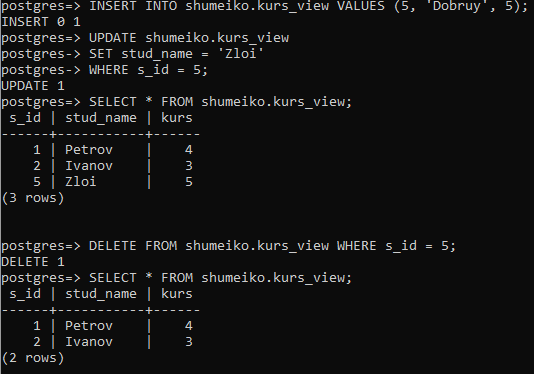 postgres=> INSERT INTO shumeiko.kurs_view VALUES (5, 'Dobruy', 5);
INSERT 0 1
postgres=> UPDATE shumeiko.kurs_view
postgres-> SET stud_name = 'Zloi'
postgres-> WHERE s_id = 5;
UPDATE 1
postgres=> SELECT * FROM shumeiko.kurs_view;
 s_id | stud_name | kurs
------+-----------+------
    1 | Petrov    |    4
    2 | Ivanov    |    3
    5 | Zloi      |    5
(3 rows)
postgres=> DELETE FROM shumeiko.kurs_view WHERE s_id = 5;
DELETE 1
postgres=> SELECT * FROM shumeiko.kurs_view;
 s_id | stud_name | kurs
------+-----------+------
    1 | Petrov    |    4
    2 | Ivanov    |    3
(2 rows)